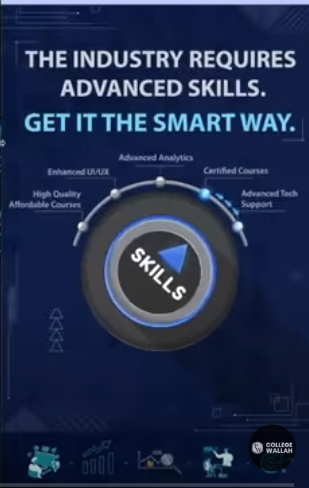 THE INDUSTRY REQUIRES
ADVANCED SKILLS.
GET IT THE SMART WAY.
Advanced Analytics
Enhanced UI/UX
Certified Courses
High Quality
Affordable Courses
Advanced Tech
Support
SKILLS
COLLEGE
WALLAH